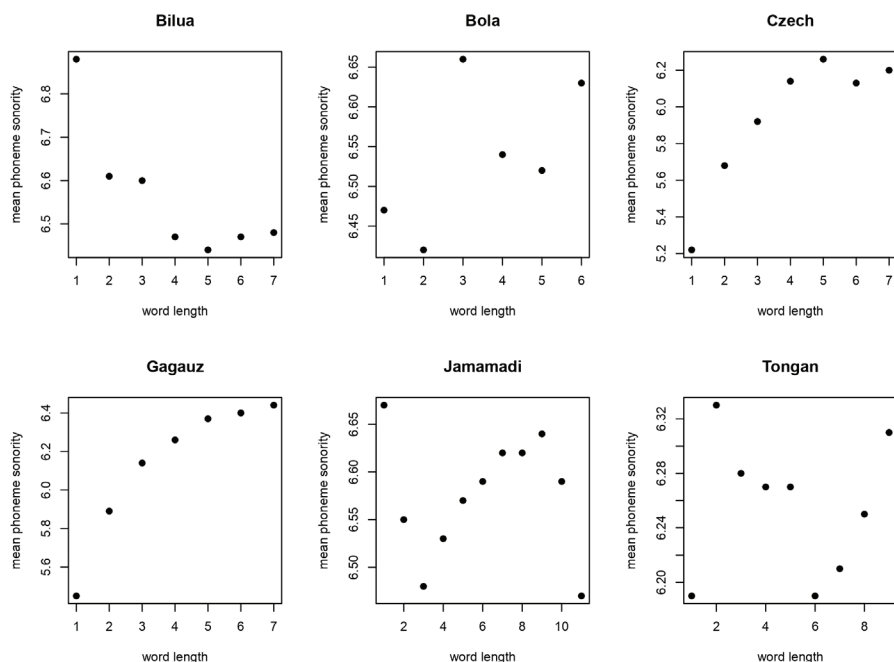 Bilua
mean phoneme sonority
6.8
6.7
6.6
6.5
1 2 3 4 5 6 7
word length
Bola
mean phoneme sonority
6.65
6.60
6.55
6.50
6.45
1 2 3 4 5 6
word length
Czech
mean phoneme sonority
6.2
6.0
5.8
5.6
5.4
5.2
1 2 3 4 5 6 7
word length
Gagauz
mean phoneme sonority
6.4
6.2
6.0
5.8
5.6
1 2 3 4 5 6 7
word length
Jamamadi
mean phoneme sonority
6.65
6.60
6.55
6.50
2 4 6 8 10
word length
Tongan
mean phoneme sonority
6.32
6.28
6.24
6.20
2 4 6 8
word length